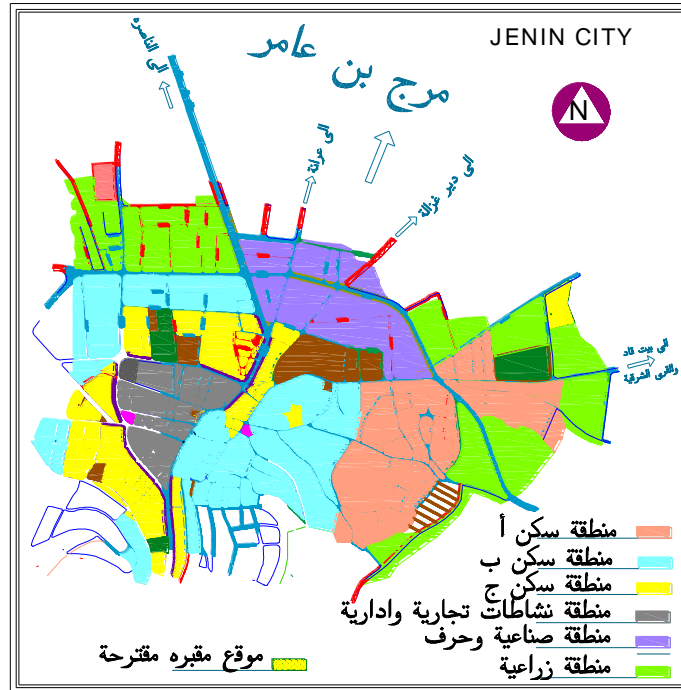 JENIN CITY
مرج بن عامر
N
الى الناصره
الى عرانة
الى دير غزالة
الى بيت قاد
والقرى الشرقية
منطقة سكن أ
منطقة سكن ب
منطقة سكن ج
منطقة نشاطات تجارية وادارية
منطقة صناعية وحرف
منطقة زراعية
موقع مقبره مقترحة